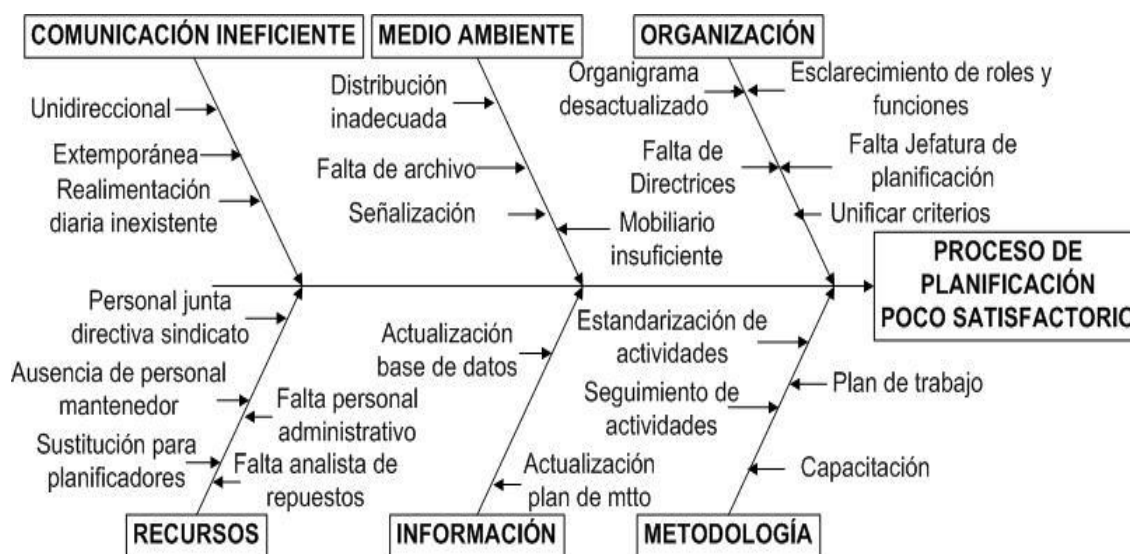 COMUNICACIÓN INEFICIENTE
MEDIO AMBIENTE
ORGANIZACIÓN
Unidireccional
Extemporánea
Realimentación
diaria inexistente
Distribución
inadecuada
Falta de archivo
Señalización
Mobiliario
insuficiente
Organigrama
desactualizado
Esclarecimiento de roles y
funciones
Falta de
Directrices
Falta Jefatura de
planificación
Unificar criterios
PROCESO DE
PLANIFICACIÓN
POCO SATISFACTORIO
Personal junta
directiva sindicato
Ausencia de personal
mantenedor
Falta personal
administrativo
Sustitución para
planificadores
Falta analista de
repuestos
Actualización
base de datos
Actualización
plan de mtto
Estandarización de
actividades
Plan de trabajo
Seguimiento de
actividades
Capacitación
RECURSOS
INFORMACIÓN
METODOLOGÍA